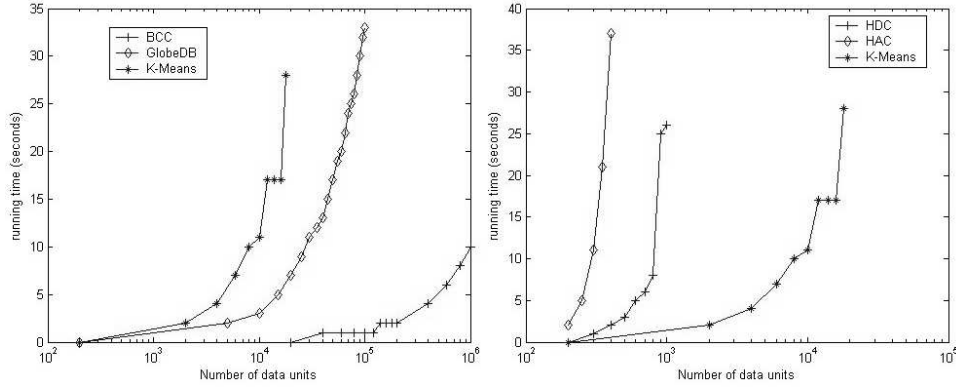 35
30
25
20
15
10
5
0
running time (seconds)
BCC
GlobeDB
K-Means
10^2
10^3
10^4
10^5
10^6
Number of data units
40
35
30
25
20
15
10
5
0
running time (seconds)
HDC
HAC
K-Means
10^2
10^3
10^4
10^5
Number of data units